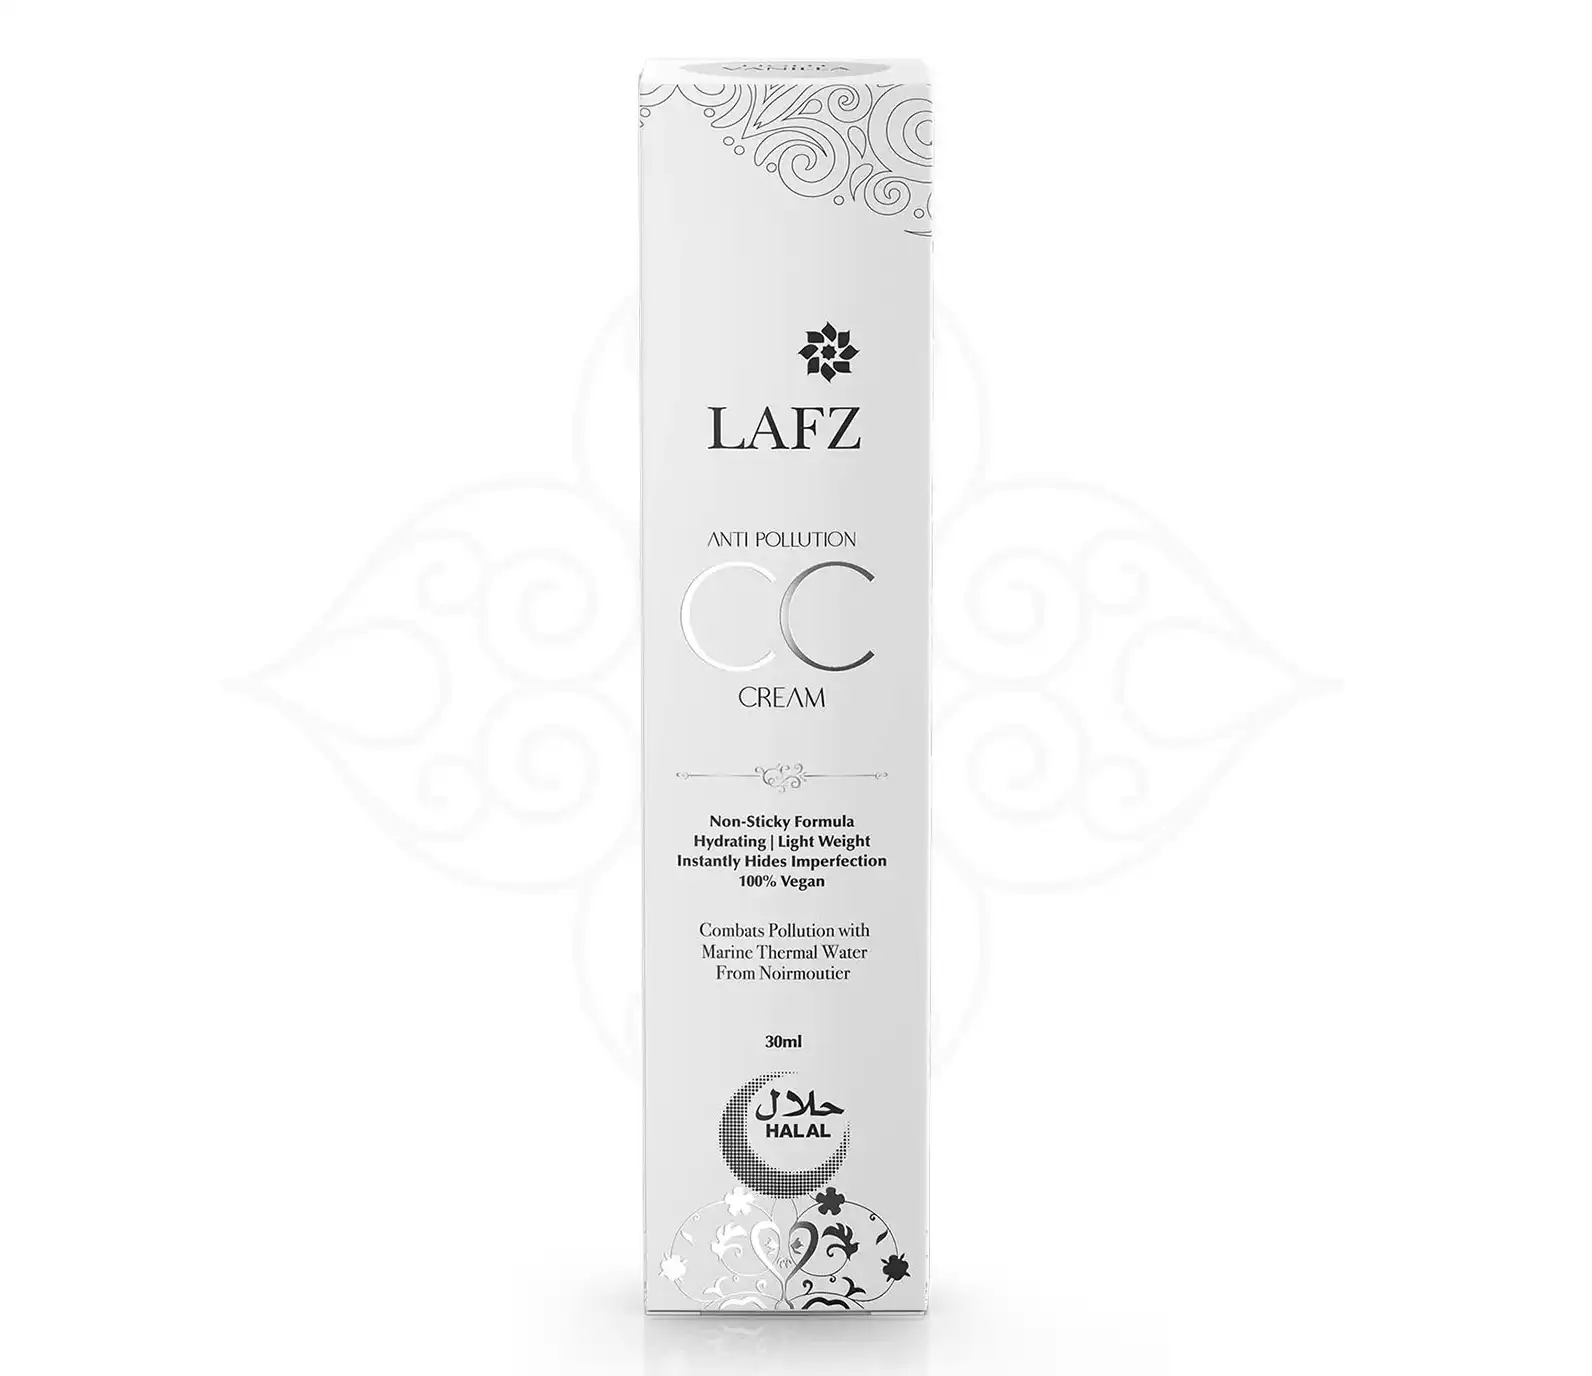 VANILLA
LAFZ
ANTI POLLUTION
CC
CREAM
Non-Sticky Formula
Hydrating | Light Weight
Instantly Hides Imperfection
100% Vegan
Combats Pollution with
Marine Thermal Water
From Noirmoutier
30ml
حلال
HALAL